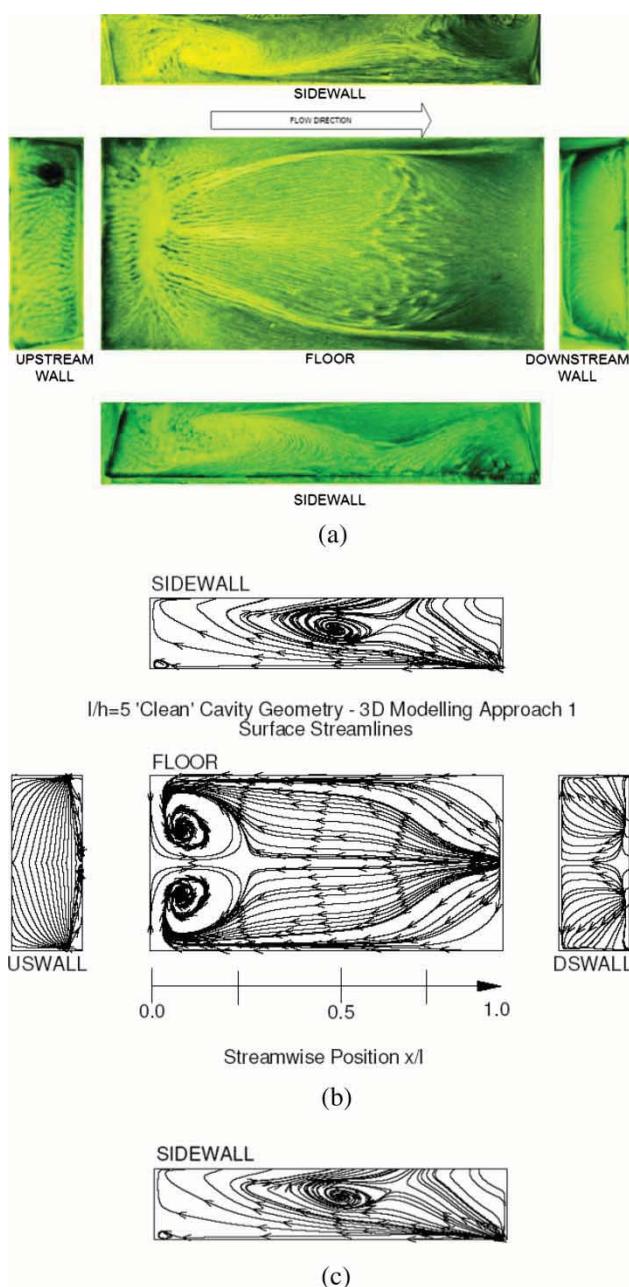 SIDEWALL
FLOW DIRECTION
UPSTREAM
WALL
FLOOR
DOWNSTREAM
WALL
SIDEWALL
(a)
SIDEWALL
l/h=5 'Clean' Cavity Geometry - 3D Modelling Approach 1
Surface Streamlines
FLOOR
USWALL
DSWALL
0.0
0.5
1.0
Streamwise Position x/l
(b)
SIDEWALL
(c)